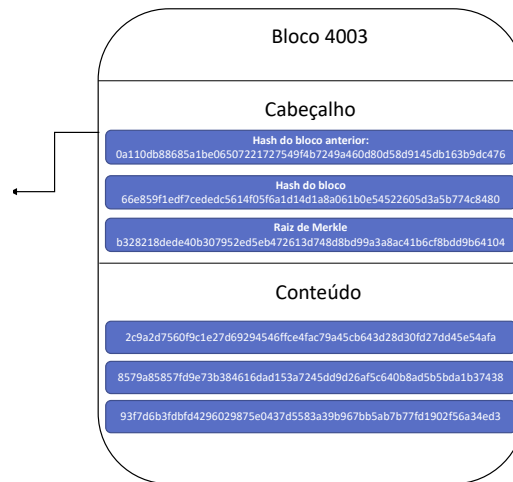 Bloco 4003
Cabeçalho
Hash do bloco anterior:
0a110db88685a1be06507221727549f4b7249a460d80d58d9145db163b9dc476
Hash do bloco
66e859f1edf7cededc5614f05f6a1d14d1a8a061b0e54522605d3a5b774c8480
Raiz de Merkle
b328218dede40b307952ed5eb472613d748d8bd99a3a8ac41b6cf8bdd9b64104
Conteúdo
2c9a2d7560f9c1e27d69294546ffce4fac79a45cb643d28d30fd27dd45e54afa
8579a85857fd9e73b384616dad153a7245dd9d26af5c640b8ad5b5bda1b37438
93f7d6b3fdbfd4296029875e0437d5583a39b967bb5ab7b77fd1902f56a34ed3